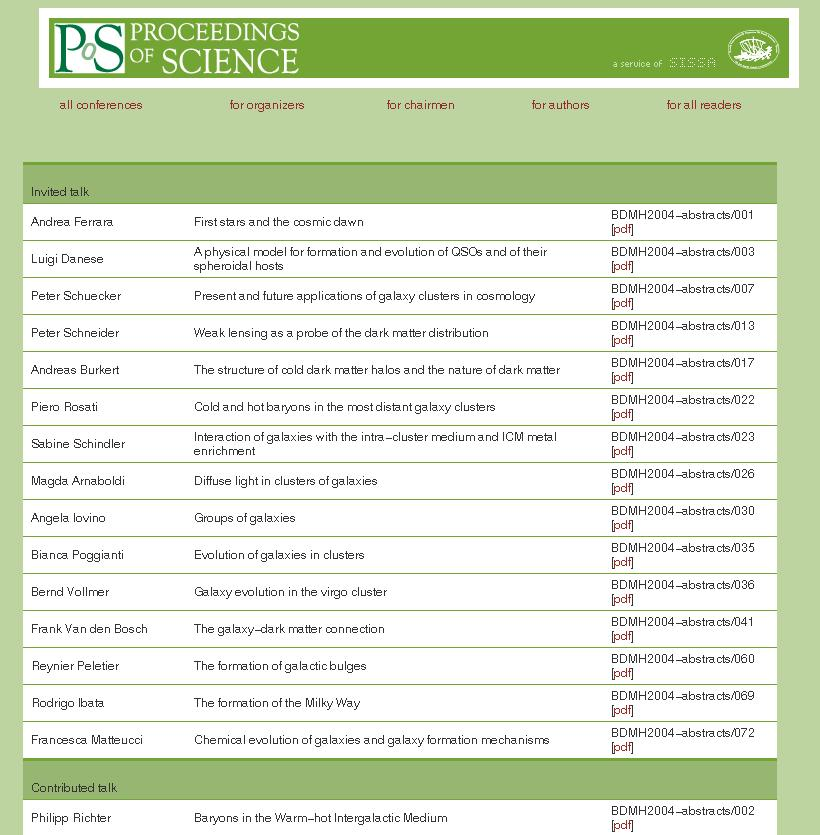 PoS PROCEEDINGS
OF SCIENCE
a service of SISSA
all conferences for organizers for chairmen for authors for all readers
Invited talk
Andrea Ferrara First stars and the cosmic dawn BDMH2004-abstracts/001
[pdf]
Luigi Danese A physical model for formation and evolution of QSOs and of their
spheroidal hosts BDMH2004-abstracts/003
[pdf]
Peter Schuecker Present and future applications of galaxy clusters in cosmology BDMH2004-abstracts/007
[pdf]
Peter Schneider Weak lensing as a probe of the dark matter distribution BDMH2004-abstracts/013
[pdf]
Andreas Burkert The structure of cold dark matter halos and the nature of dark matter BDMH2004-abstracts/017
[pdf]
Piero Rosati Cold and hot baryons in the most distant galaxy clusters BDMH2004-abstracts/022
[pdf]
Sabine Schindler Interaction of galaxies with the intra-cluster medium and ICM metal
enrichment BDMH2004-abstracts/023
[pdf]
Magda Arnaboldi Diffuse light in clusters of galaxies BDMH2004-abstracts/026
[pdf]
Angela Iovino Groups of galaxies BDMH2004-abstracts/030
[pdf]
Bianca Poggianti Evolution of galaxies in clusters BDMH2004-abstracts/035
[pdf]
Bernd Vollmer Galaxy evolution in the virgo cluster BDMH2004-abstracts/036
[pdf]
Frank Van den Bosch The galaxy-dark matter connection BDMH2004-abstracts/041
[pdf]
Reynier Peletier The formation of galactic bulges BDMH2004-abstracts/060
[pdf]
Rodrigo Ibata The formation of the Milky Way BDMH2004-abstracts/069
[pdf]
Francesca Matteucci Chemical evolution of galaxies and galaxy formation mechanisms BDMH2004-abstracts/072
[pdf]
Contributed talk
Philipp Richter Baryons in the Warm-hot Intergalactic Medium BDMH2004-abstracts/002
[pdf]